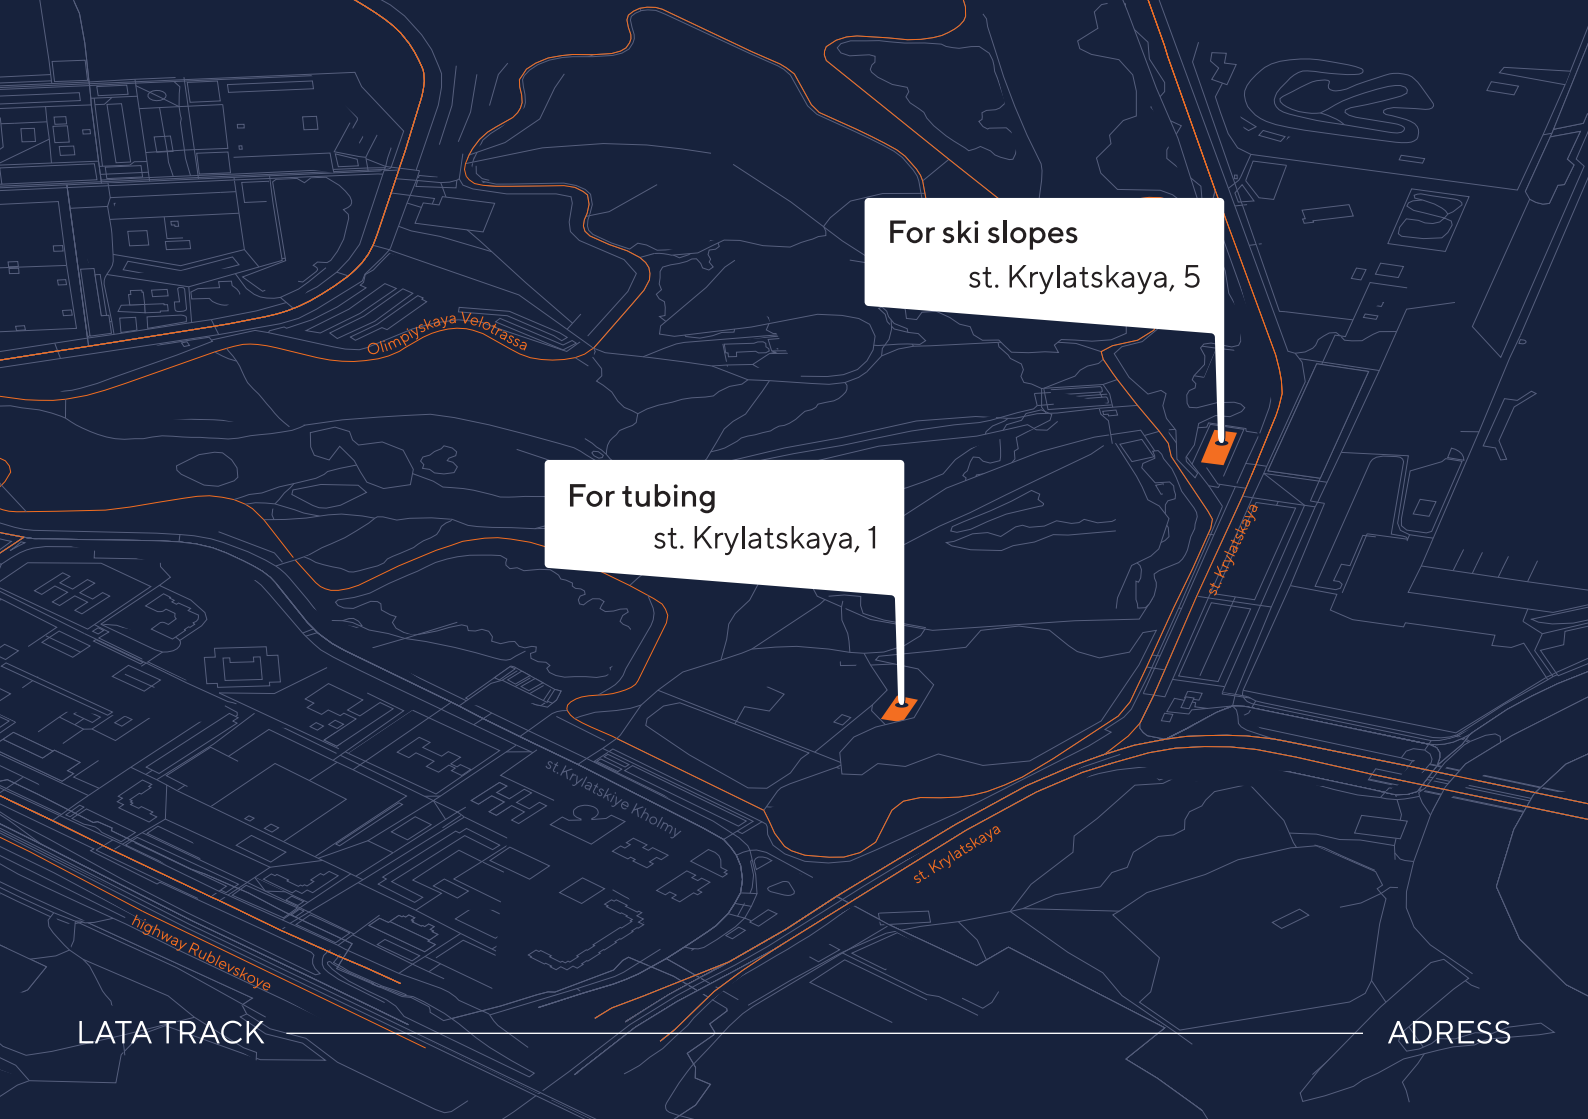 For ski slopes
st. Krylatskaya, 5
Olimpiyskaya Velotrassa
For tubing
st. Krylatskaya, 1
st. Krylatskaya
st.Krylatskiye Kholmy
st. Krylatskaya
highway Rublevskoye
LATA TRACK
ADRESS